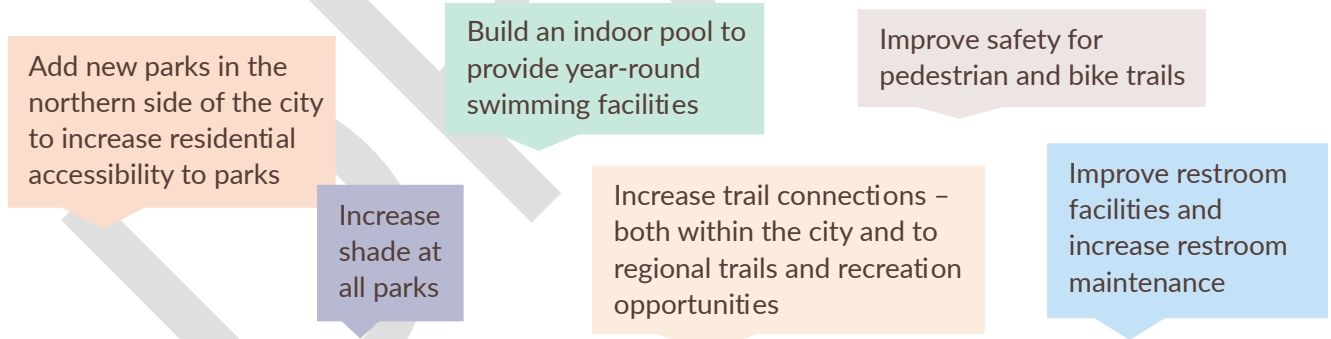 Add new parks in the
northern side of the city
to increase residential
accessibility to parks
Build an indoor pool to
provide year-round
swimming facilities
Improve safety for
pedestrian and bike trails
Increase
shade at
all parks
Increase trail connections –
both within the city and to
regional trails and recreation
opportunities
Improve restroom
facilities and
increase restroom
maintenance